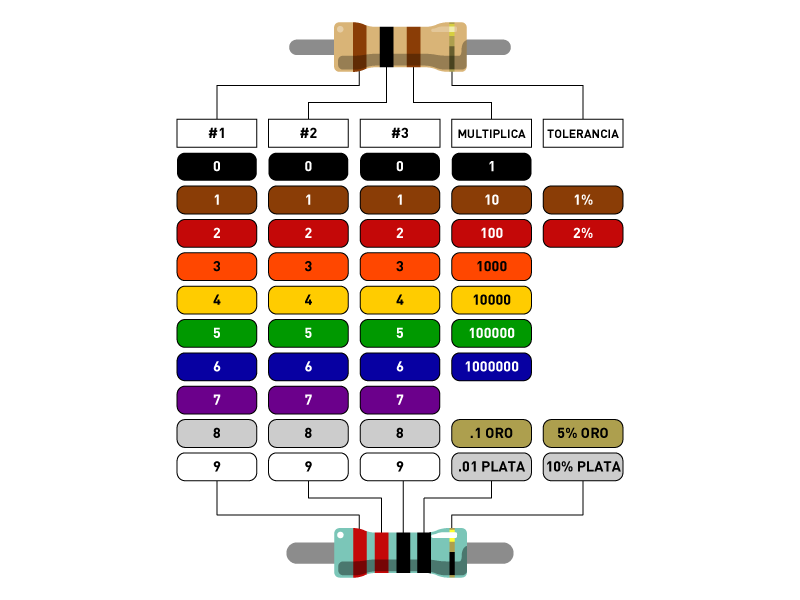 #1 #2 #3 MULTIPLICA TOLERANCIA
0 0 0 1
1 1 1 10 1%
2 2 2 100 2%
3 3 3 1000
4 4 4 10000
5 5 5 100000
6 6 6 1000000
7 7 7
8 8 8 .1 ORO 5% ORO
9 9 9 .01 PLATA 10% PLATA